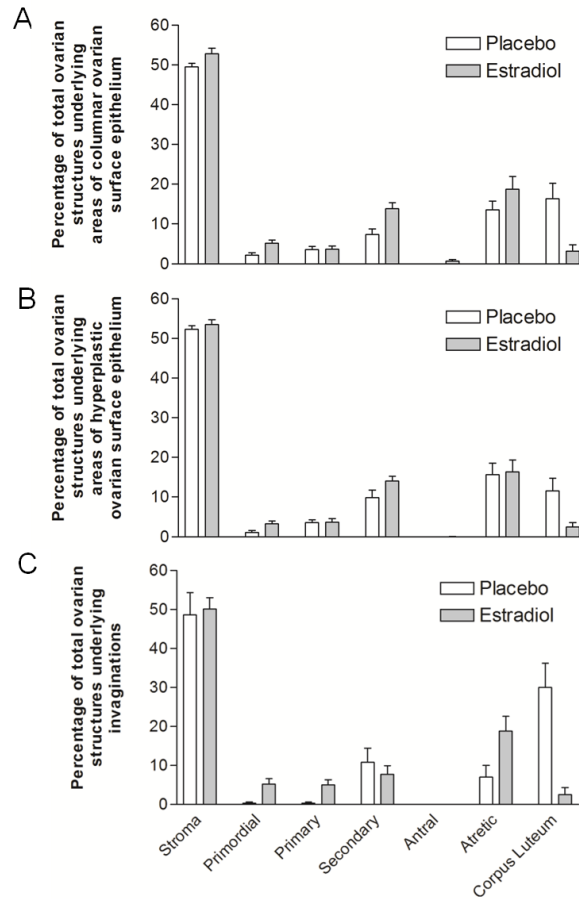 A
Percentage of total ovarian
structures underlying
areas of columnar ovarian
surface epithelium
60
50
40
30
20
10
0
Placebo
Estradiol
B
Percentage of total ovarian
structures underlying
areas of hyperplastic
ovarian surface epithelium
60
50
40
30
20
10
0
Placebo
Estradiol
C
Percentage of total ovarian
structures underlying
invaginations
60
50
40
30
20
10
0
Placebo
Estradiol
Stroma
Primordial
Primary
Secondary
Antral
Atretic
Corpus Luteum